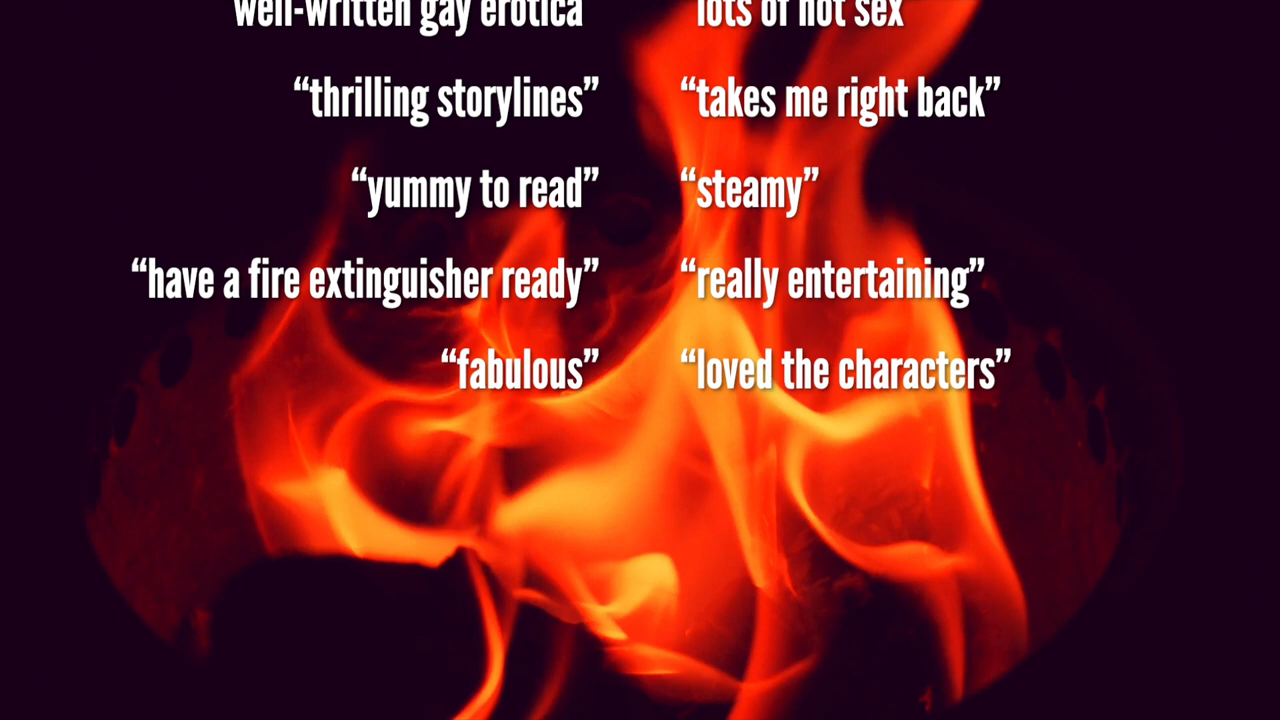 well-written gay erotica
lots of hot sex
“thrilling storylines”
“takes me right back”
“yummy to read”
“steamy”
“have a fire extinguisher ready”
“really entertaining”
“fabulous”
“loved the characters”